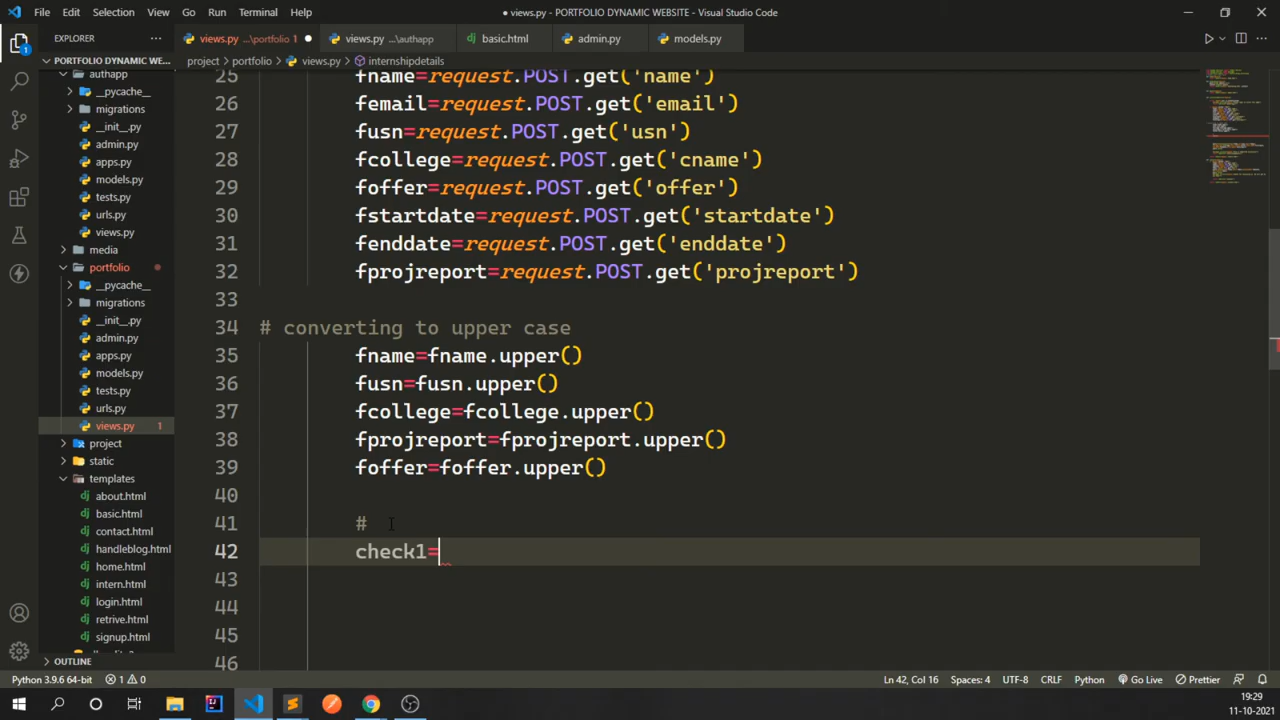 File Edit Selection View Go Run Terminal Help
● views.py - PORTFOLIO DYNAMIC WEBSITE - Visual Studio Code
EXPLORER ...
views.py ...\portfolio 1 ●
views.py ...\authapp
basic.html
admin.py
models.py
project > portfolio > views.py > internshipdetails
PORTFOLIO DYNAMIC WEBSITE
authapp
__pycache__
migrations
__init__.py
admin.py
apps.py
models.py
tests.py
urls.py
views.py
media
portfolio
__pycache__
migrations
__init__.py
admin.py
apps.py
models.py
tests.py
urls.py
views.py 1
project
static
templates
about.html
basic.html
contact.html
handleblog.html
home.html
intern.html
login.html
retrive.html
signup.html
OUTLINE
25 fname=request.POST.get('name')
26 femail=request.POST.get('email')
27 fusn=request.POST.get('usn')
28 fcollege=request.POST.get('cname')
29 foffer=request.POST.get('offer')
30 fstartdate=request.POST.get('startdate')
31 fenddate=request.POST.get('enddate')
32 fprojreport=request.POST.get('projreport')
33
34 # converting to upper case
35 fname=fname.upper()
36 fusn=fusn.upper()
37 fcollege=fcollege.upper()
38 fprojreport=fprojreport.upper()
39 foffer=foffer.upper()
40
41 #
42 check1=
43
44
45
46
Python 3.9.6 64-bit 1 0 Ln 42, Col 16 Spaces: 4 UTF-8 CRLF Python Go Live Prettier
19:29
11-10-2021